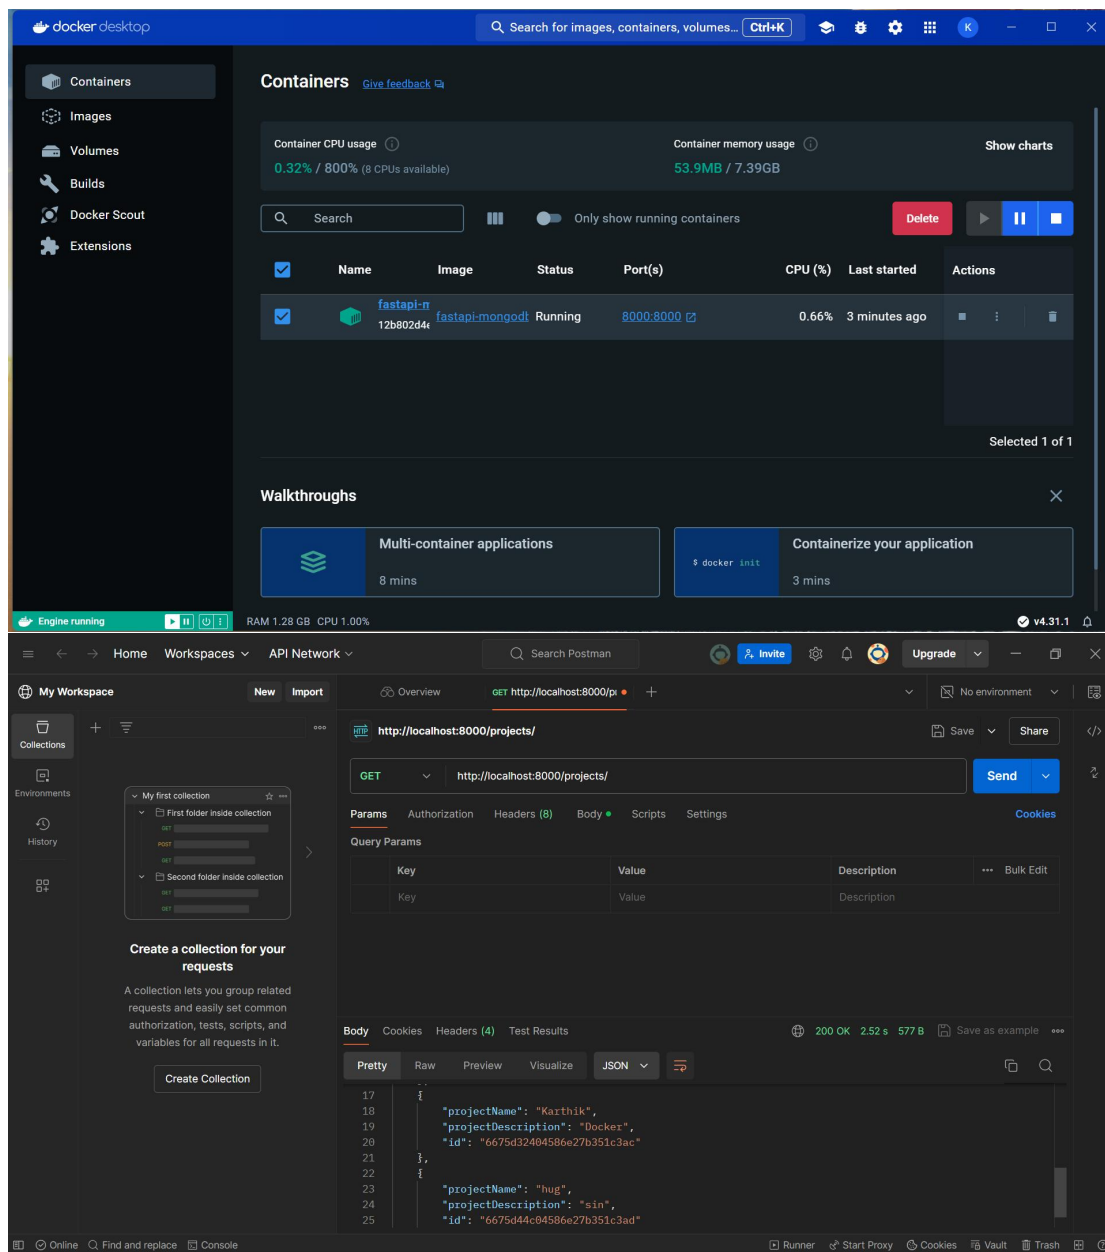 docker desktop
Search for images, containers, volumes... Ctrl+K
K
Containers
Images
Volumes
Builds
Docker Scout
Extensions
Containers Give feedback
Container CPU usage
0.32% / 800% (8 CPUs available)
Container memory usage
53.9MB / 7.39GB
Show charts
Search
Only show running containers
Delete
Name Image Status Port(s) CPU (%) Last started Actions
fastapi-m
12b802d4e
fastapi-mongodb Running 8000:8000 0.66% 3 minutes ago
Selected 1 of 1
Walkthroughs
Multi-container applications
8 mins
$ docker init
Containerize your application
3 mins
Engine running
RAM 1.28 GB CPU 1.00%
v4.31.1
Home Workspaces API Network
Search Postman
Invite
Upgrade
My Workspace
New Import
Overview
GET http://localhost:8000/pr
No environment
Collections
Environments
History
My first collection
First folder inside collection
GET
POST
GET
Second folder inside collection
GET
GET
Create a collection for your
requests
A collection lets you group related
requests and easily set common
authorization, tests, scripts, and
variables for all requests in it.
Create Collection
HTTP http://localhost:8000/projects/
Save Share
GET http://localhost:8000/projects/
Send
Params Authorization Headers (8) Body Scripts Settings
Cookies
Query Params
Key Value Description Bulk Edit
Key Value Description
Body Cookies Headers (4) Test Results
200 OK 2.52 s 577 B Save as example
Pretty Raw Preview Visualize JSON
17 {
18 "projectName": "Karthik",
19 "projectDescription": "Docker",
20 "id": "6675d32404586e27b351c3ac"
21 },
22 {
23 "projectName": "hug",
24 "projectDescription": "sin",
25 "id": "6675d44c04586e27b351c3ad"
Online Find and replace Console
Runner Start Proxy Cookies Vault Trash